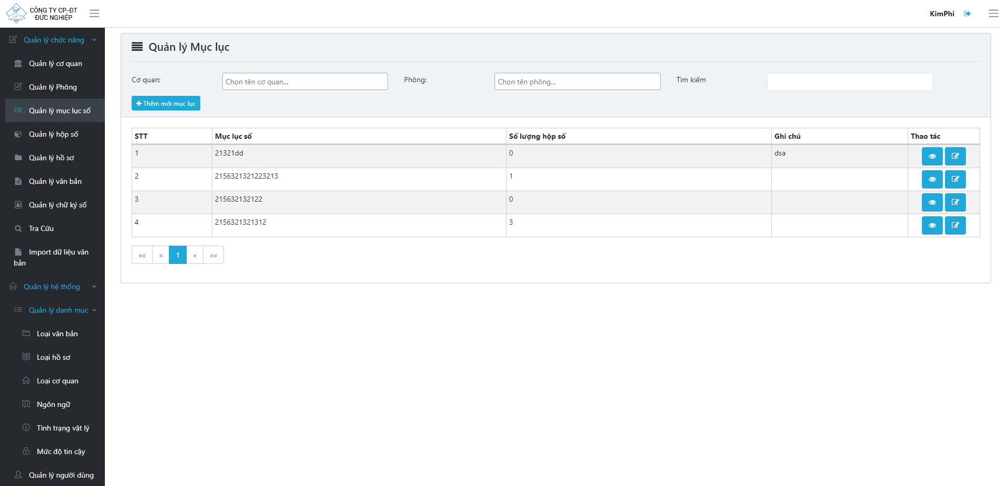 CÔNG TY CP-ĐT
ĐỨC NGHIỆP
KimPhi
Quản lý chức năng
Quản lý cơ quan
Quản lý Phông
Quản lý mục lục số
Quản lý hộp số
Quản lý hồ sơ
Quản lý văn bản
Quản lý chữ ký số
Tra Cứu
Import dữ liệu văn
bản
Quản lý hệ thống
Quản lý danh mục
Loại văn bản
Loại hồ sơ
Loại cơ quan
Ngôn ngữ
Tình trạng vật lý
Mức độ tin cậy
Quản lý người dùng
Quản lý Mục lục
Cơ quan: Chọn tên cơ quan... Phông: Chọn tên phông... Tìm kiếm
Thêm mới mục lục
STT Mục lục số Số lượng hộp số Ghi chú Thao tác
1 21321dd 0 dsa
2 2156321321223213 1
3 215632132122 0
4 2156321321312 3
«« « 1 » »»